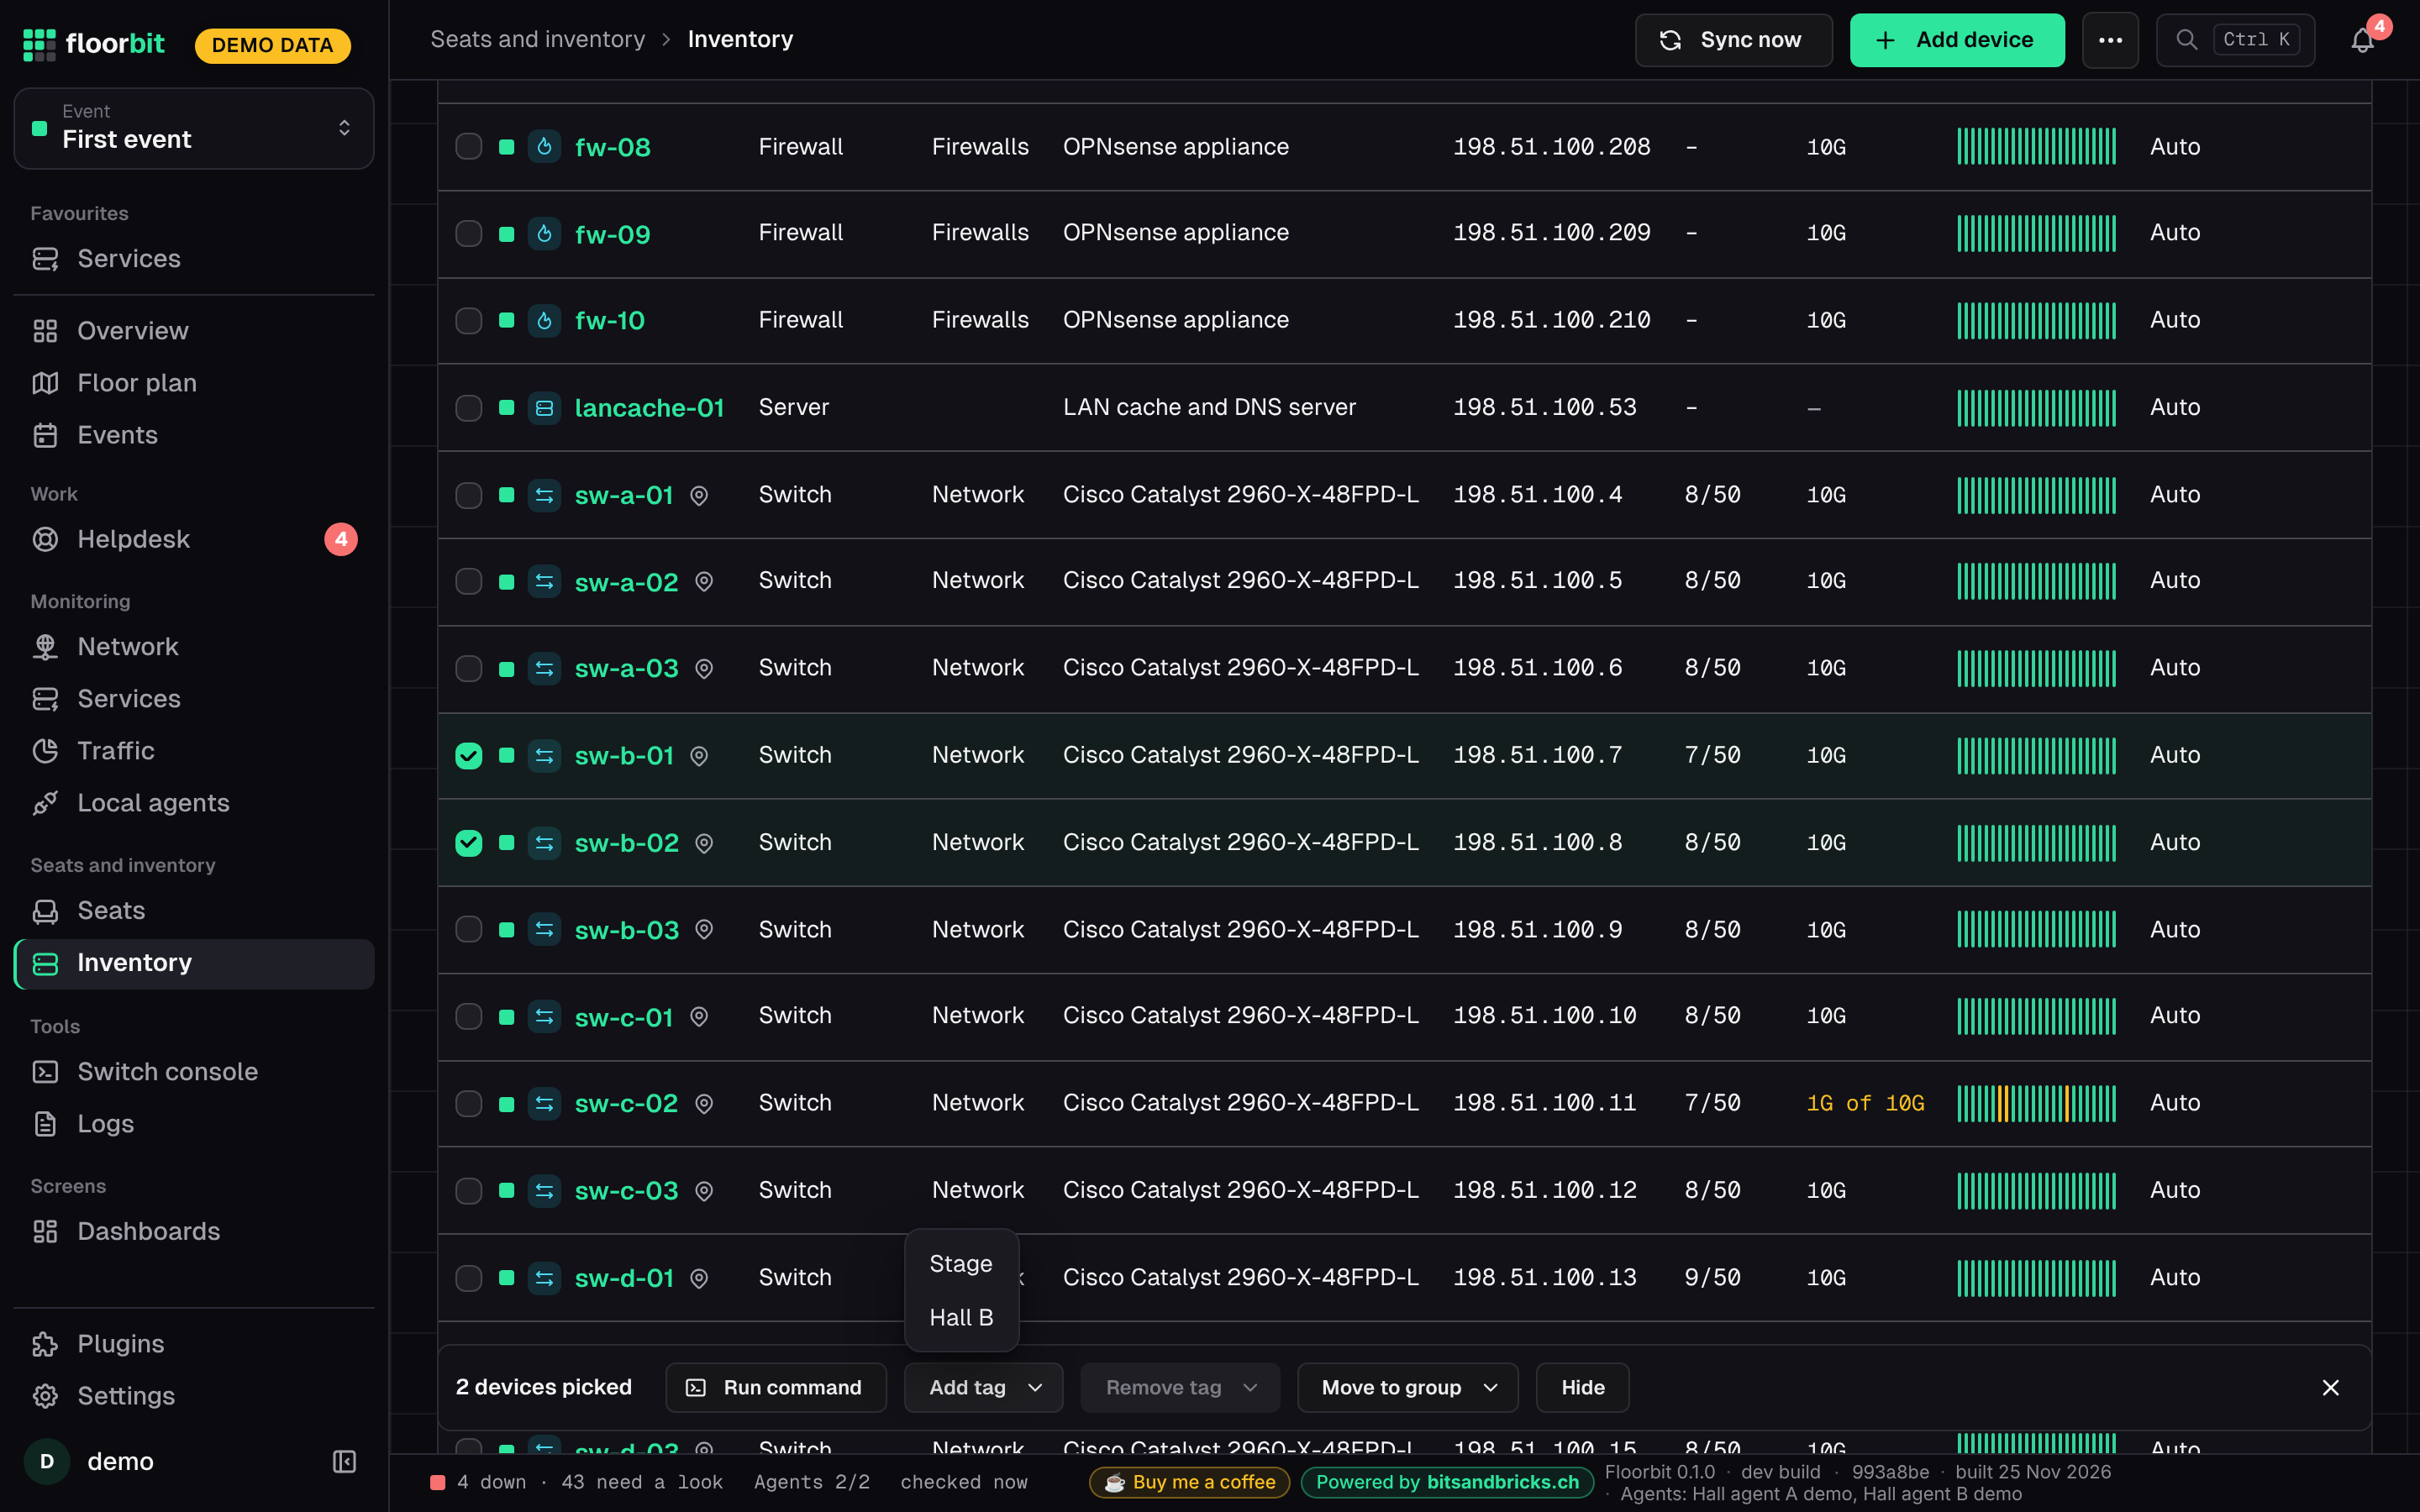 floorbit DEMO DATA
Event
First event
Favourites
Services
Overview
Floor plan
Events
Work
Helpdesk 4
Monitoring
Network
Services
Traffic
Local agents
Seats and inventory
Seats
Inventory
Tools
Switch console
Logs
Screens
Dashboards
Plugins
Settings
D demo
Seats and inventory > Inventory
Sync now
Add device
Ctrl K
4
fw-08 Firewall Firewalls OPNsense appliance 198.51.100.208 – 10G Auto
fw-09 Firewall Firewalls OPNsense appliance 198.51.100.209 – 10G Auto
fw-10 Firewall Firewalls OPNsense appliance 198.51.100.210 – 10G Auto
lancache-01 Server LAN cache and DNS server 198.51.100.53 – – Auto
sw-a-01 Switch Network Cisco Catalyst 2960-X-48FPD-L 198.51.100.4 8/50 10G Auto
sw-a-02 Switch Network Cisco Catalyst 2960-X-48FPD-L 198.51.100.5 8/50 10G Auto
sw-a-03 Switch Network Cisco Catalyst 2960-X-48FPD-L 198.51.100.6 8/50 10G Auto
sw-b-01 Switch Network Cisco Catalyst 2960-X-48FPD-L 198.51.100.7 7/50 10G Auto
sw-b-02 Switch Network Cisco Catalyst 2960-X-48FPD-L 198.51.100.8 8/50 10G Auto
sw-b-03 Switch Network Cisco Catalyst 2960-X-48FPD-L 198.51.100.9 8/50 10G Auto
sw-c-01 Switch Network Cisco Catalyst 2960-X-48FPD-L 198.51.100.10 8/50 10G Auto
sw-c-02 Switch Network Cisco Catalyst 2960-X-48FPD-L 198.51.100.11 7/50 1G of 10G Auto
sw-c-03 Switch Network Cisco Catalyst 2960-X-48FPD-L 198.51.100.12 8/50 10G Auto
sw-d-01 Switch k Cisco Catalyst 2960-X-48FPD-L 198.51.100.13 9/50 10G Auto
Stage
Hall B
2 devices picked Run command Add tag Remove tag Move to group Hide
sw-d-03 Switch Network Cisco Catalyst 2960-X-48FPD-L 198.51.100.15 8/50 10G Auto
4 down · 43 need a look Agents 2/2 checked now
Buy me a coffee
Powered by bitsandbricks.ch
Floorbit 0.1.0 · dev build · 993a8be · built 25 Nov 2026
· Agents: Hall agent A demo, Hall agent B demo